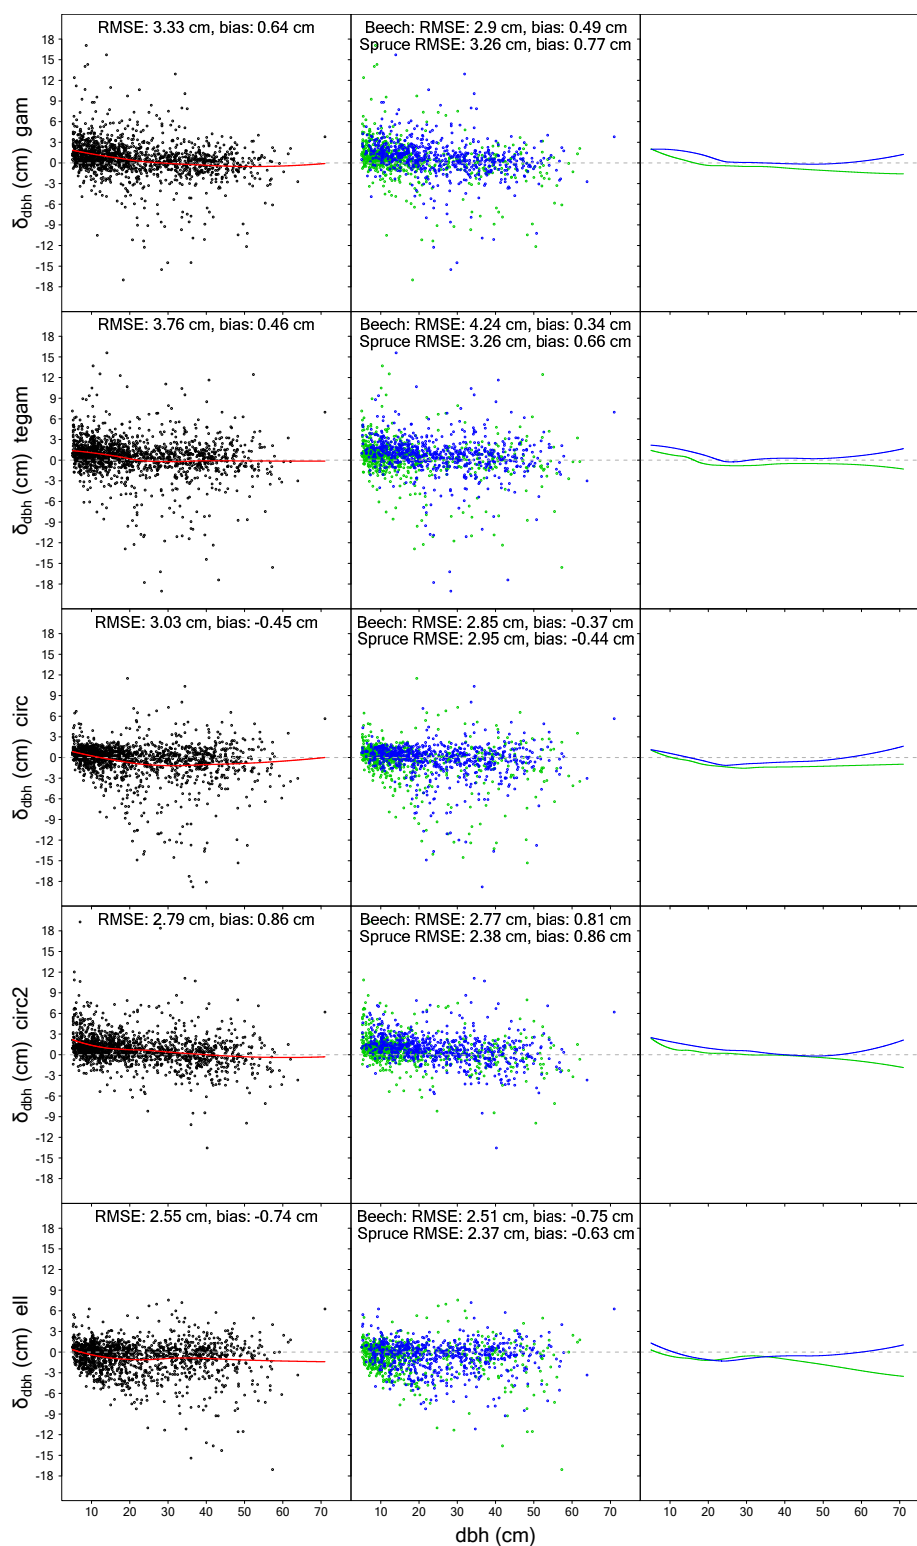 RMSE: 3.33 cm, bias: 0.64 cm
Beech: RMSE: 2.9 cm, bias: 0.49 cm
Spruce RMSE: 3.26 cm, bias: 0.77 cm
18
15
12
9
6
3
0
-3
-6
-9
-12
-15
-18
δdbh (cm) gam
RMSE: 3.76 cm, bias: 0.46 cm
Beech: RMSE: 4.24 cm, bias: 0.34 cm
Spruce RMSE: 3.26 cm, bias: 0.66 cm
18
15
12
9
6
3
0
-3
-6
-9
-12
-15
-18
δdbh (cm) tegam
RMSE: 3.03 cm, bias: -0.45 cm
Beech: RMSE: 2.85 cm, bias: -0.37 cm
Spruce RMSE: 2.95 cm, bias: -0.44 cm
18
15
12
9
6
3
0
-3
-6
-9
-12
-15
-18
δdbh (cm) circ
RMSE: 2.79 cm, bias: 0.86 cm
Beech: RMSE: 2.77 cm, bias: 0.81 cm
Spruce RMSE: 2.38 cm, bias: 0.86 cm
18
15
12
9
6
3
0
-3
-6
-9
-12
-15
-18
δdbh (cm) circ2
RMSE: 2.55 cm, bias: -0.74 cm
Beech: RMSE: 2.51 cm, bias: -0.75 cm
Spruce RMSE: 2.37 cm, bias: -0.63 cm
18
15
12
9
6
3
0
-3
-6
-9
-12
-15
-18
δdbh (cm) ell
10 20 30 40 50 60 70
10 20 30 40 50 60 70
10 20 30 40 50 60 70
dbh (cm)